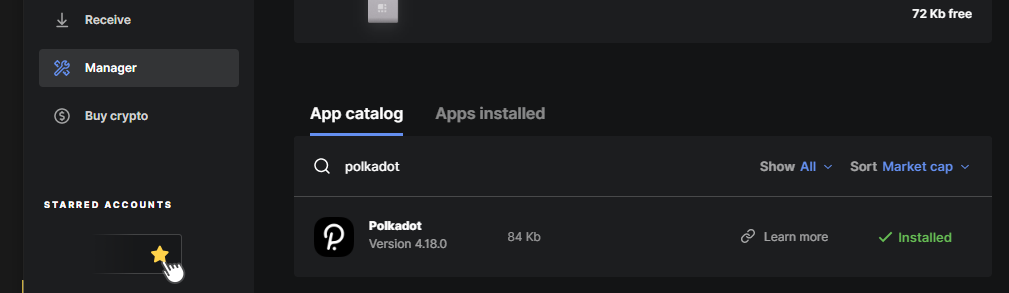 Receive
72 Kb free
Manager
Buy crypto
App catalog Apps installed
polkadot Show All Sort Market cap
STARRED ACCOUNTS
Polkadot
Version 4.18.0
84 Kb
Learn more
Installed